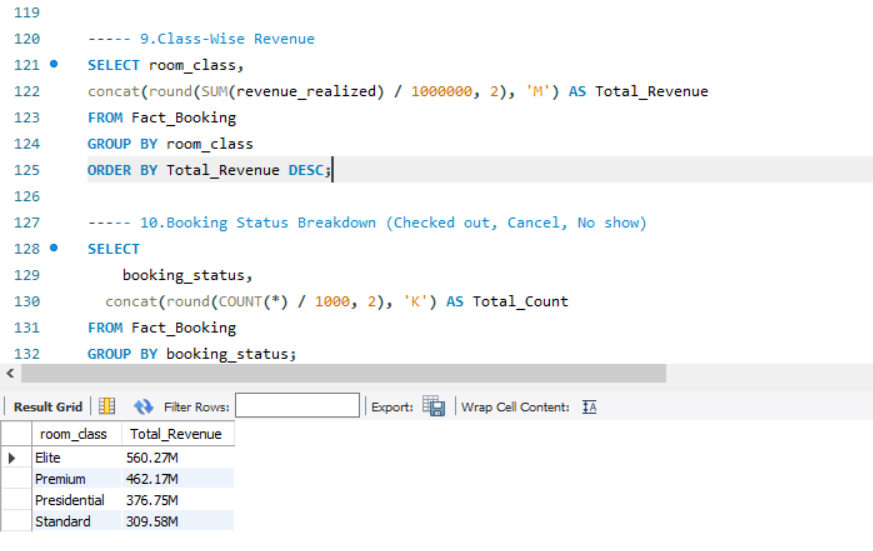 119
120 ----- 9.Class-Wise Revenue
121 SELECT room_class,
122 concat(round(SUM(revenue_realized) / 1000000, 2), 'M') AS Total_Revenue
123 FROM Fact_Booking
124 GROUP BY room_class
125 ORDER BY Total_Revenue DESC;
126
127 ----- 10.Booking Status Breakdown (Checked out, Cancel, No show)
128 SELECT
129 booking_status,
130 concat(round(COUNT(*) / 1000, 2), 'K') AS Total_Count
131 FROM Fact_Booking
132 GROUP BY booking_status;
Result Grid Filter Rows: Export: Wrap Cell Content: IA
room_class Total_Revenue
Elite 560.27M
Premium 462.17M
Presidential 376.75M
Standard 309.58M